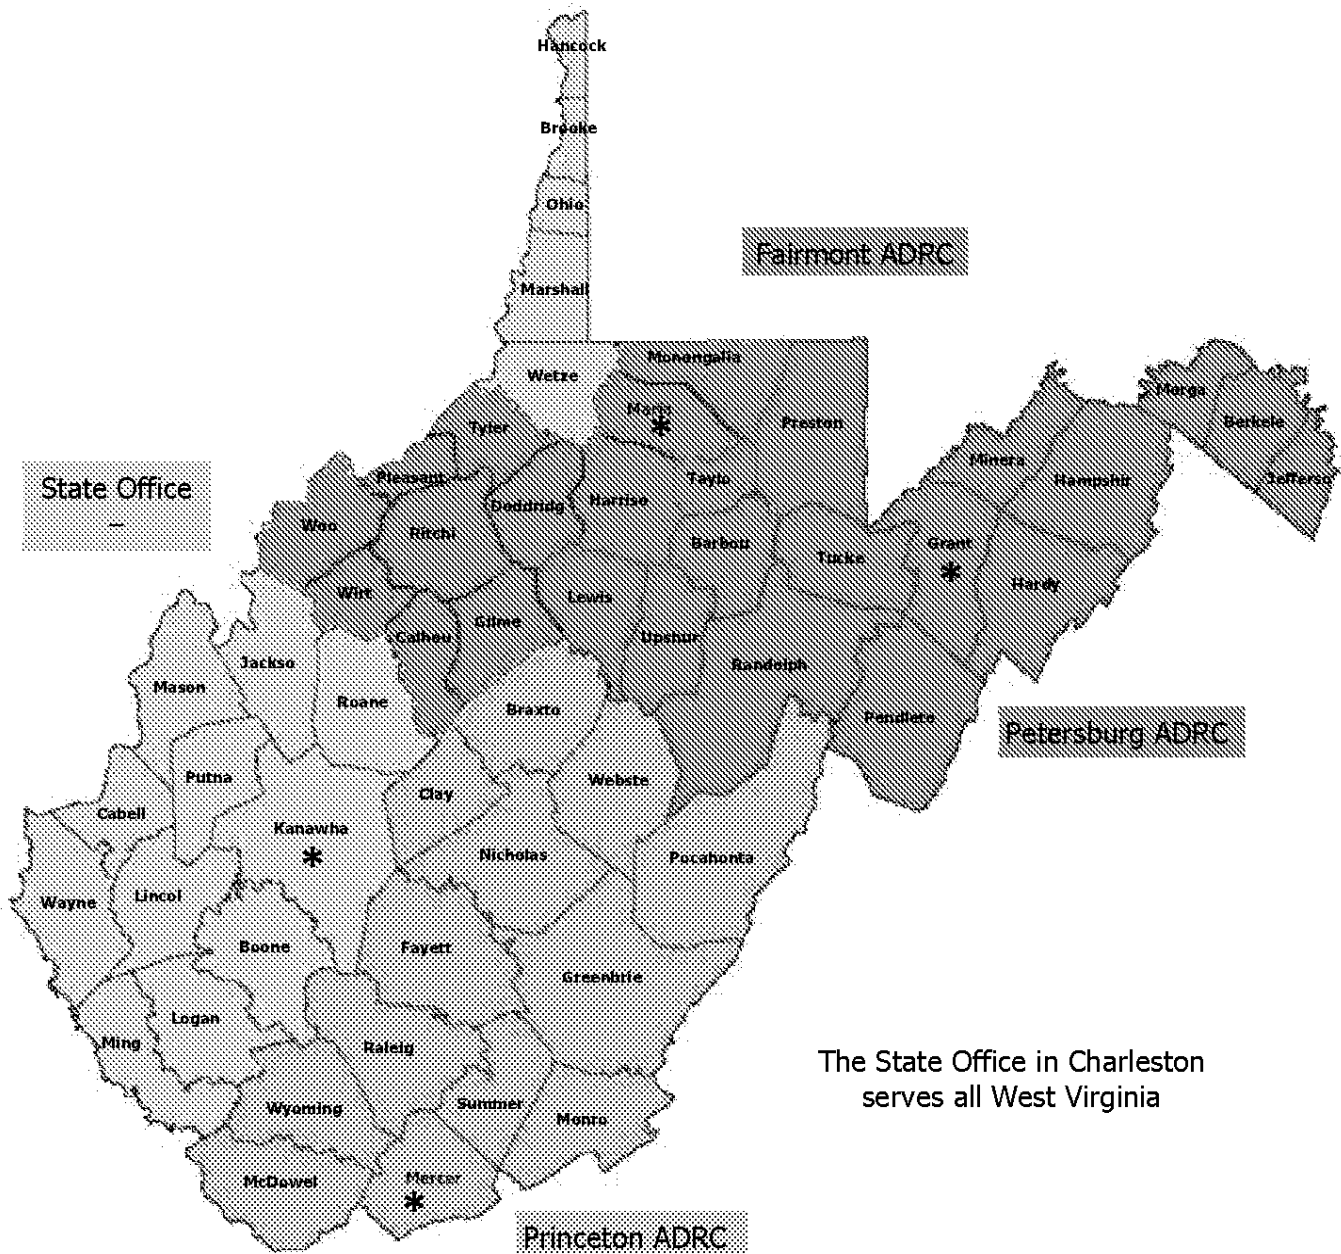 Hancock
Brooke
Ohio
Fairmont ADRC
Marshall
Monongalia
Wetze
Morga
Mario
Preston
Berkele
Tyler
Minera
Pleasant
Taylo
Hampshir
Jefferso
State Office
–
Doddridg
Harriso
Woo
Ritchi
Barbou
Grant
Tucke
Hardy
Wirt
Lewis
Gilme
Calhou
Upshur
Jackso
Randolph
Mason
Roane
Braxto
Pendleto
Petersburg ADRC
Putna
Webste
Clay
Cabell
Kanawha
Nicholas
Pocahonta
Lincol
Wayne
Boone
Fayett
Greenbrie
Logan
Ming
Raleig
The State Office in Charleston
serves all West Virginia
Wyoming
Summer
Monro
McDowel
Mercer
Princeton ADRC